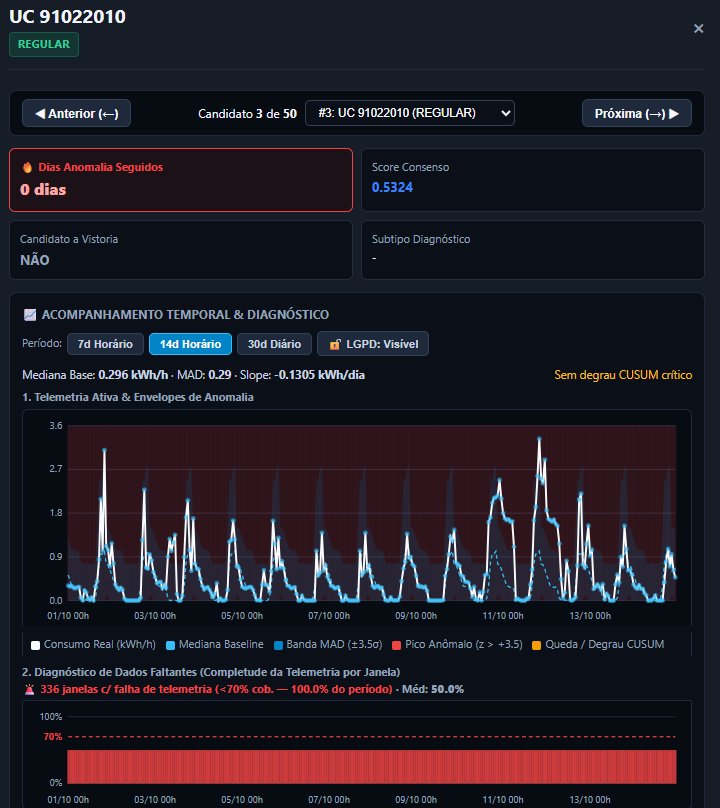 UC 91022010
REGULAR
×
◀ Anterior (←)
Candidato 3 de 50
#3: UC 91022010 (REGULAR)
Próxima (→) ▶
🔥 Dias Anomalia Seguidos
0 dias
Score Consenso
0.5324
Candidato a Vistoria
NÃO
Subtipo Diagnóstico
-
📈 ACOMPANHAMENTO TEMPORAL & DIAGNÓSTICO
Período: 7d Horário 14d Horário 30d Diário 🔓 LGPD: Visível
Mediana Base: 0.296 kWh/h · MAD: 0.29 · Slope: -0.1305 kWh/dia
Sem degrau CUSUM crítico
1. Telemetria Ativa & Envelopes de Anomalia
3.6
2.7
1.8
0.9
0.0
01/10 00h 03/10 00h 05/10 00h 07/10 00h 09/10 00h 11/10 00h 13/10 00h
Consumo Real (kWh/h) Mediana Baseline Banda MAD (±3.5σ) Pico Anômalo (z > +3.5) Queda / Degrau CUSUM
2. Diagnóstico de Dados Faltantes (Completude da Telemetria por Janela)
🚨 336 janelas c/ falha de telemetria (<70% cob. — 100.0% do período) · Méd: 50.0%
100%
70%
0%
01/10 00h 03/10 00h 05/10 00h 07/10 00h 09/10 00h 11/10 00h 13/10 00h